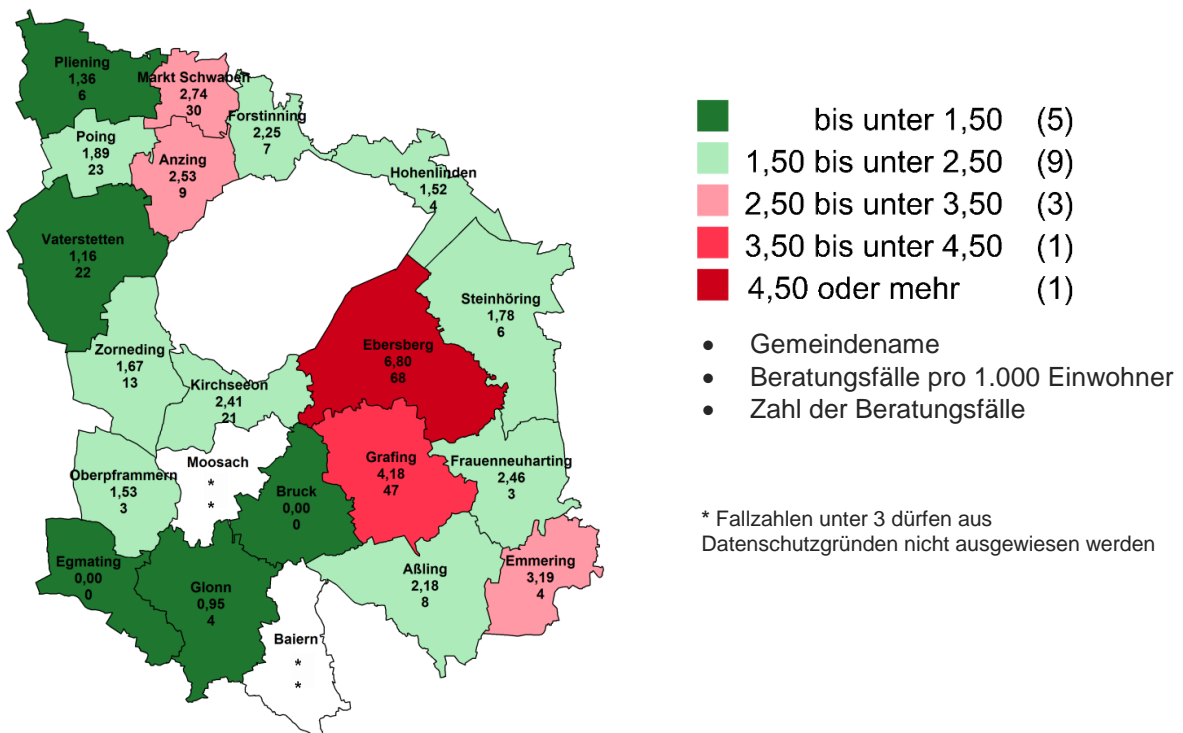 Pliening
1,36
6
Markt Schwaben
2,74
30
Forstinning
2,25
7
Poing
1,89
23
Anzing
2,53
9
Hohenlinden
1,52
4
Vaterstetten
1,16
22
Steinhöring
1,78
6
Zorneding
1,67
13
Ebersberg
6,80
68
Kirchseeon
2,41
21
Moosach
*
*
Grafing
4,18
47
Frauenneuharting
2,46
3
Oberpframmern
1,53
3
Bruck
0,00
0
Egmating
0,00
0
Glonn
0,95
4
Aßling
2,18
8
Emmering
3,19
4
Baiern
*
*
bis unter 1,50 (5)
1,50 bis unter 2,50 (9)
2,50 bis unter 3,50 (3)
3,50 bis unter 4,50 (1)
4,50 oder mehr (1)
• Gemeindename
• Beratungsfälle pro 1.000 Einwohner
• Zahl der Beratungsfälle
* Fallzahlen unter 3 dürfen aus
Datenschutzgründen nicht ausgewiesen werden